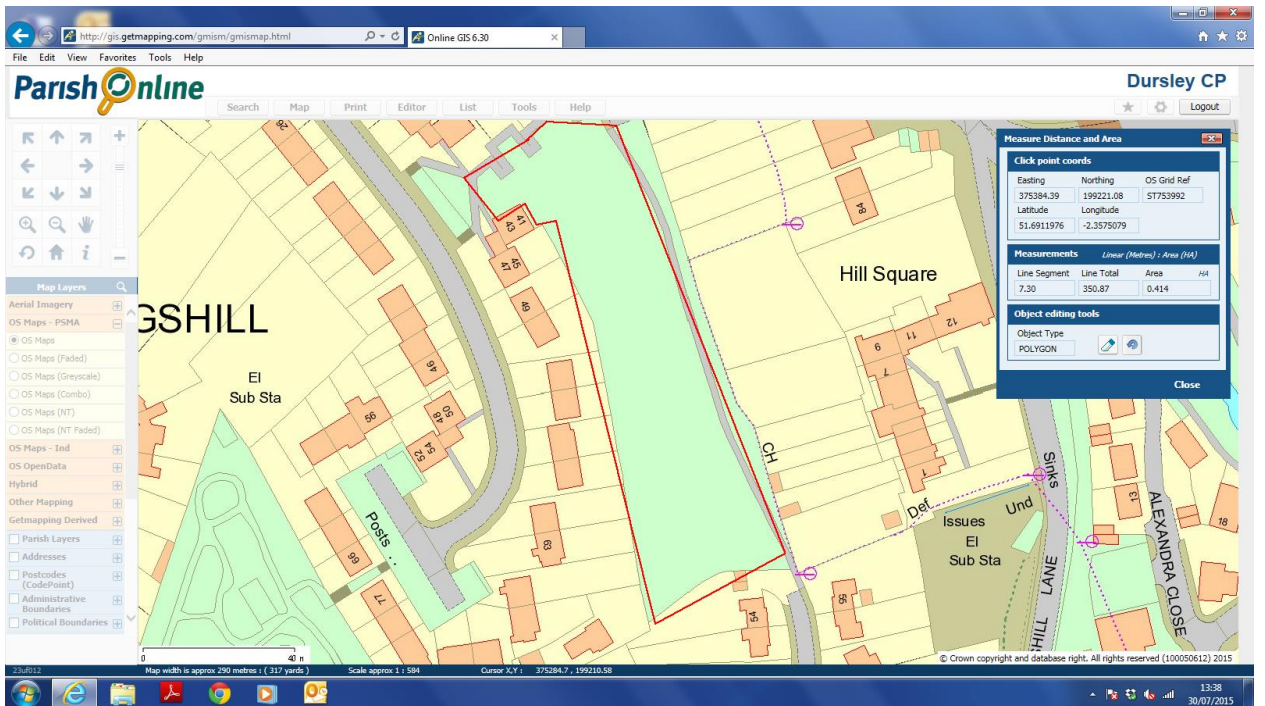 http://gis.getmapping.com/gmism/gmismap.html
Online GIS 6.30
File Edit View Favorites Tools Help
Parish Online
Dursley CP
Search Map Print Editor List Tools Help
Logout
Map Layers
Aerial Imagery
OS Maps - PSMA
OS Maps
OS Maps (Faded)
OS Maps (Greyscale)
OS Maps (Combo)
OS Maps (NT)
OS Maps (NT Faded)
OS Maps - Ind
OS OpenData
Hybrid
Other Mapping
Getmapping Derived
Parish Layers
Addresses
Postcodes
(CodePoint)
Administrative
Boundaries
Political Boundaries
26
41
43
45
47
49
GSHILL
El
Sub Sta
46
56
50
48
54
52
Posts
66
77
63
84
Hill Square
12
11
9
7
1
CH
Def
Issues
El
Sub Sta
Und
Sinks
HILL LANE
ALEXANDRA CLOSE
13
18
54
56
Measure Distance and Area
Click point coords
Easting Northing OS Grid Ref
375384.39 199221.08 ST753992
Latitude Longitude
51.6911976 -2.3575079
Measurements Linear (Metres) : Area (HA)
Line Segment Line Total Area HA
7.30 350.87 0.414
Object editing tools
Object Type
POLYGON
Close
0 40 m
© Crown copyright and database right. All rights reserved (100050612) 2015
23uf012 Map width is approx 290 metres : ( 317 yards ) Scale approx 1 : 584 Cursor X,Y : 375284.7 , 199210.58
13:38
30/07/2015